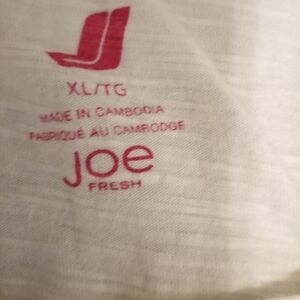 XL/TG
MADE IN CAMBODIA
FABRIQUÉ AU CAMBODGE
Joe
FRESH